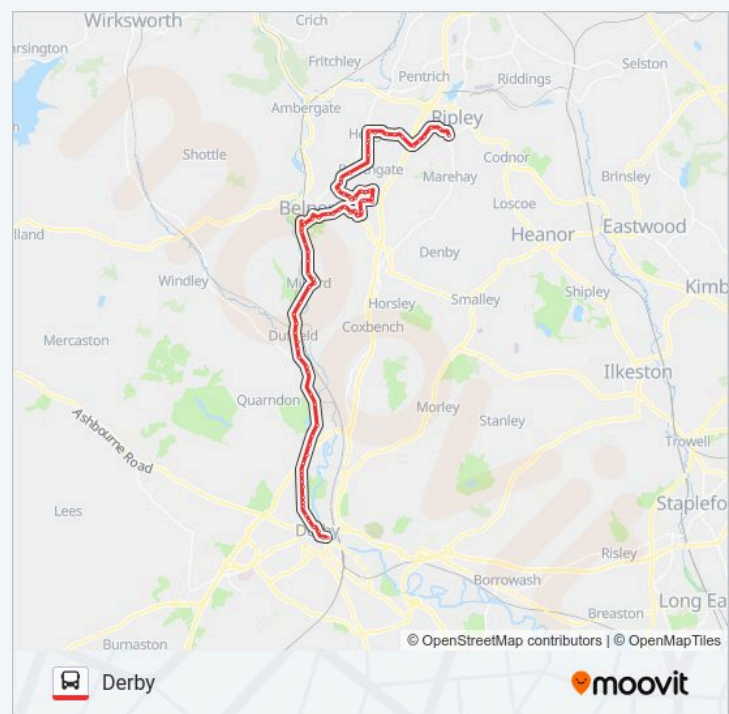 Wirksworth
Crich
Fritchley
Pentrich
Riddings
Selston
Ambergate
Ripley
Shottle
Codnor
Marehay
Brinsley
Loscoe
Eastwood
Heanor
Windley
Denby
Horsley
Smalley
Shipley
Coxbench
Mercaston
Ilkeston
Quarndon
Morley
Stanley
Ashbourne Road
Trowell
Lees
Derby
Risley
Borrowash
Breaston
Burnaston
© OpenStreetMap contributors | © OpenMapTiles
Derby
moovit